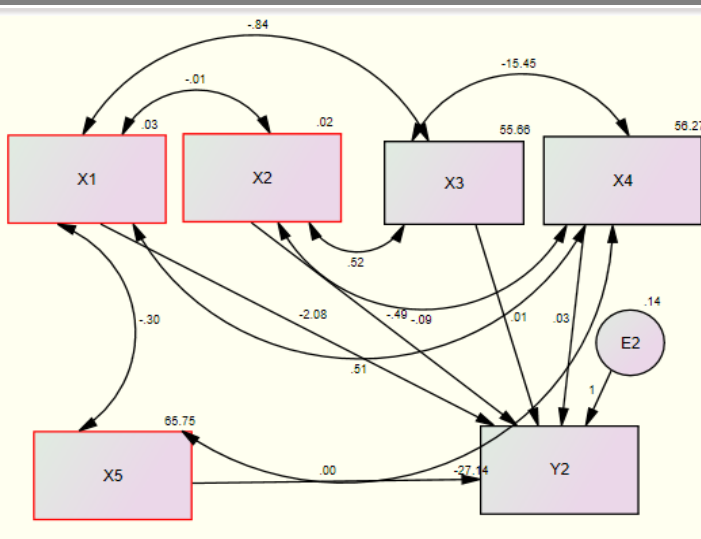 -.84
-15.45
-.01
.03
.02
55.66
56.27
X1
X2
X3
X4
.52
.14
-.30
-2.08
-.49
-.09
.01
.03
E2
.51
1
65.75
X5
.00
-27.14
Y2